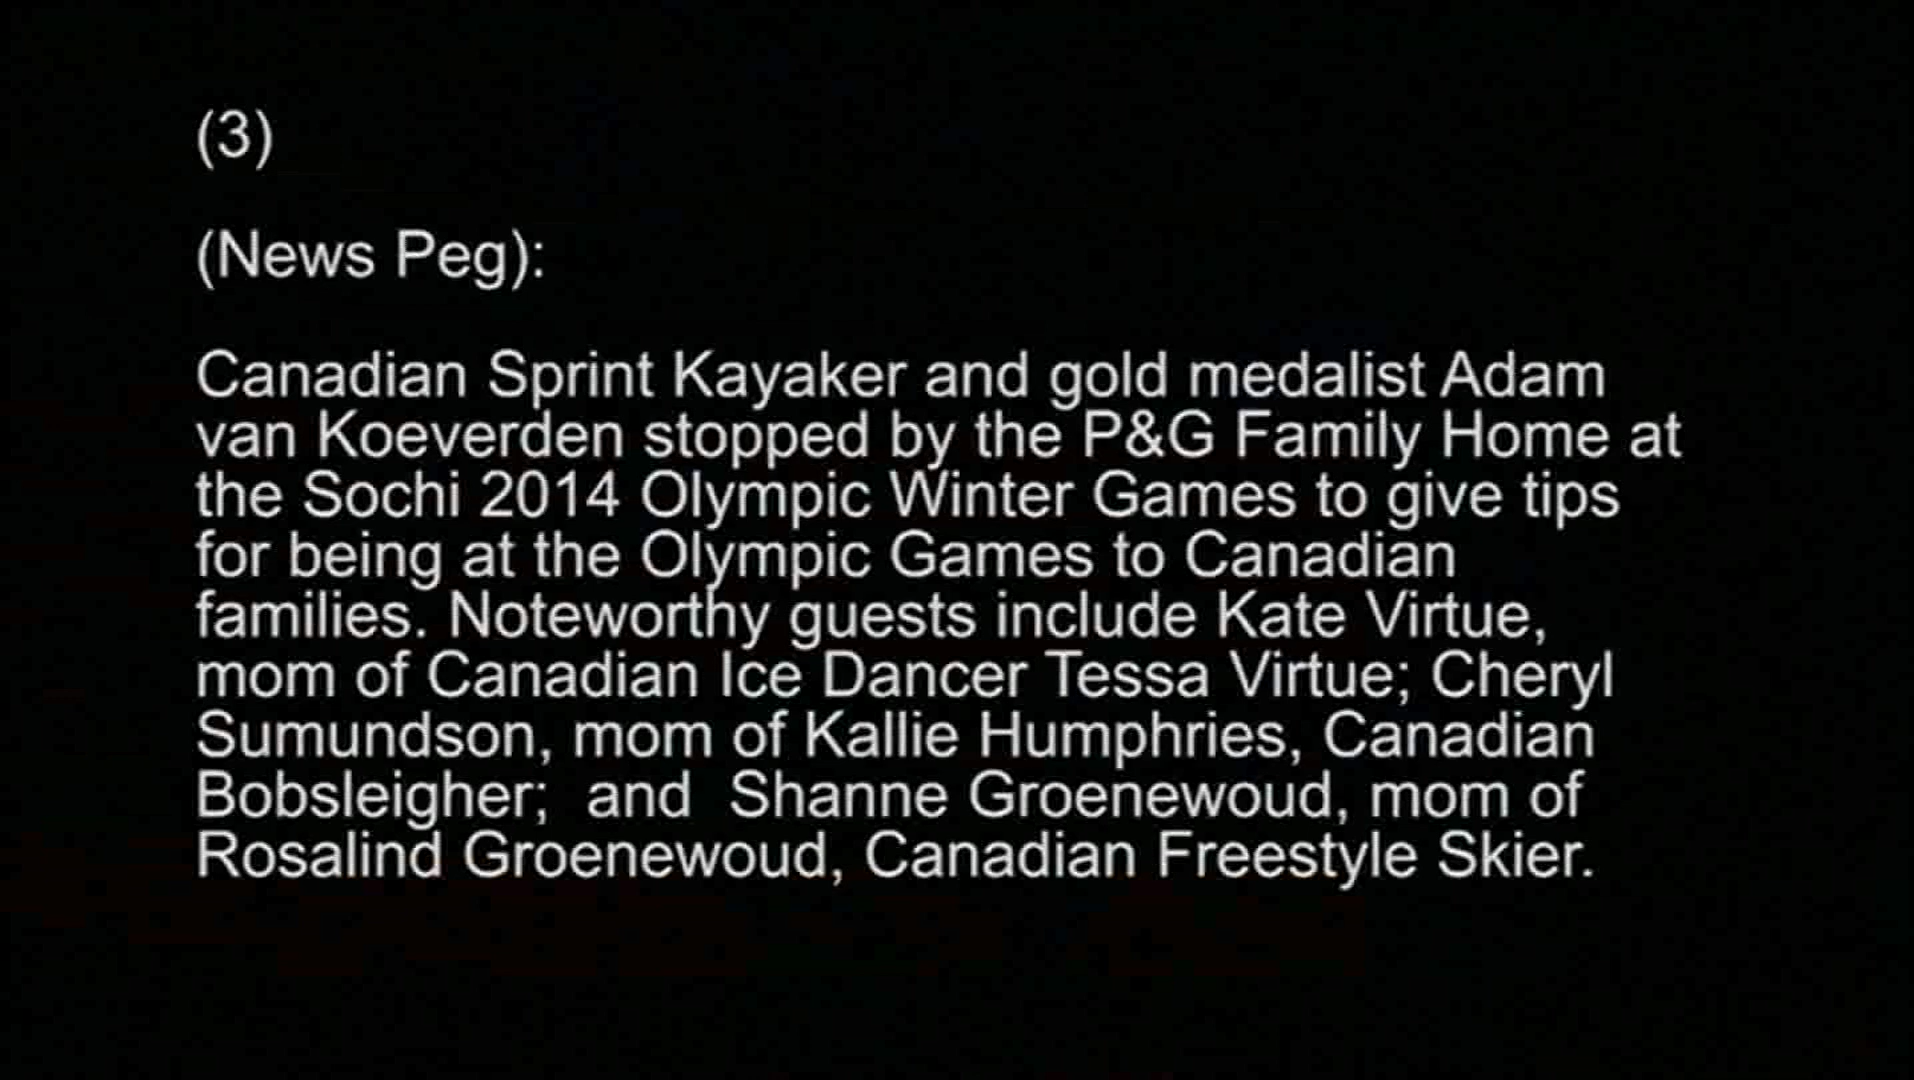 (3)
(News Peg):
Canadian Sprint Kayaker and gold medalist Adam
van Koeverden stopped by the P&G Family Home at
the Sochi 2014 Olympic Winter Games to give tips
for being at the Olympic Games to Canadian
families. Noteworthy guests include Kate Virtue,
mom of Canadian Ice Dancer Tessa Virtue; Cheryl
Sumundson, mom of Kallie Humphries, Canadian
Bobsleigher;  and  Shanne Groenewoud, mom of
Rosalind Groenewoud, Canadian Freestyle Skier.